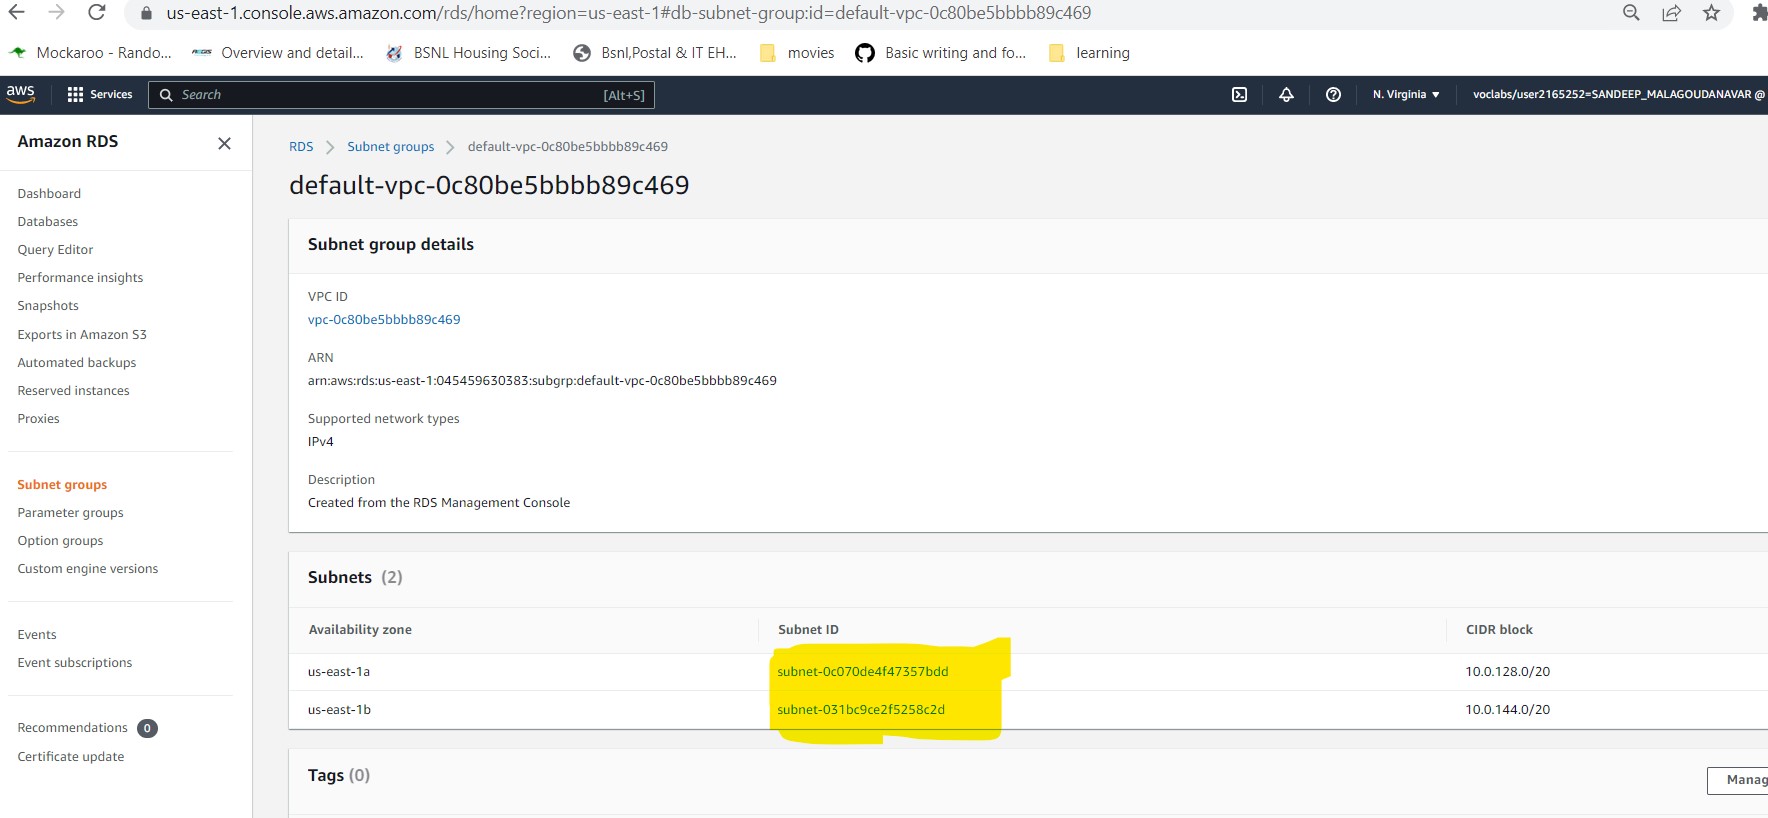 us-east-1.console.aws.amazon.com/rds/home?region=us-east-1#db-subnet-group:id=default-vpc-0c80be5bbbb89c469
Mockaroo - Rando... Overview and detail... BSNL Housing Soci... Bsnl,Postal & IT EH... movies Basic writing and fo... learning
aws Services Search [Alt+S] N. Virginia voclabs/user2165252=SANDEEP_MALAGOUDANAVAR @
Amazon RDS
Dashboard
Databases
Query Editor
Performance insights
Snapshots
Exports in Amazon S3
Automated backups
Reserved instances
Proxies
Subnet groups
Parameter groups
Option groups
Custom engine versions
Events
Event subscriptions
Recommendations 0
Certificate update
RDS Subnet groups default-vpc-0c80be5bbbb89c469
default-vpc-0c80be5bbbb89c469
Subnet group details
VPC ID
vpc-0c80be5bbbb89c469
ARN
arn:aws:rds:us-east-1:045459630383:subgrp:default-vpc-0c80be5bbbb89c469
Supported network types
IPv4
Description
Created from the RDS Management Console
Subnets (2)
Availability zone Subnet ID CIDR block
us-east-1a subnet-0c070de4f47357bdd 10.0.128.0/20
us-east-1b subnet-031bc9ce2f5258c2d 10.0.144.0/20
Tags (0)
Manag